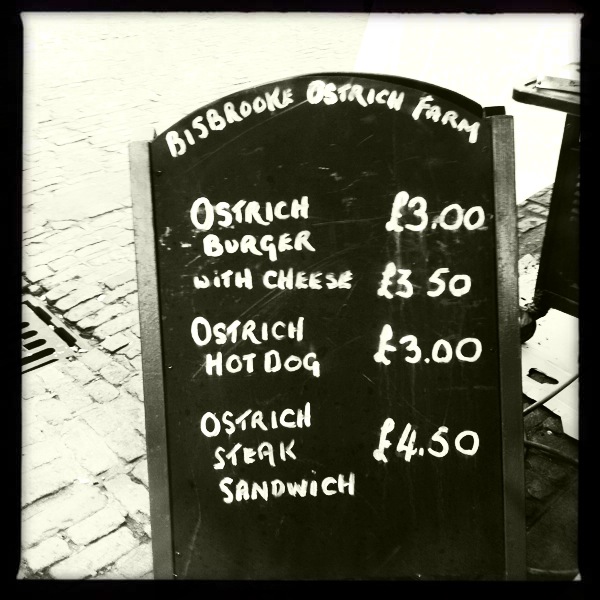 BISBROOKE OSTRICH FARM
OSTRICH £3.00
BURGER
WITH CHEESE £3 50
OSTRICH
HOT DOG £3.00
OSTRICH
STEAK £4.50
SANDWICH